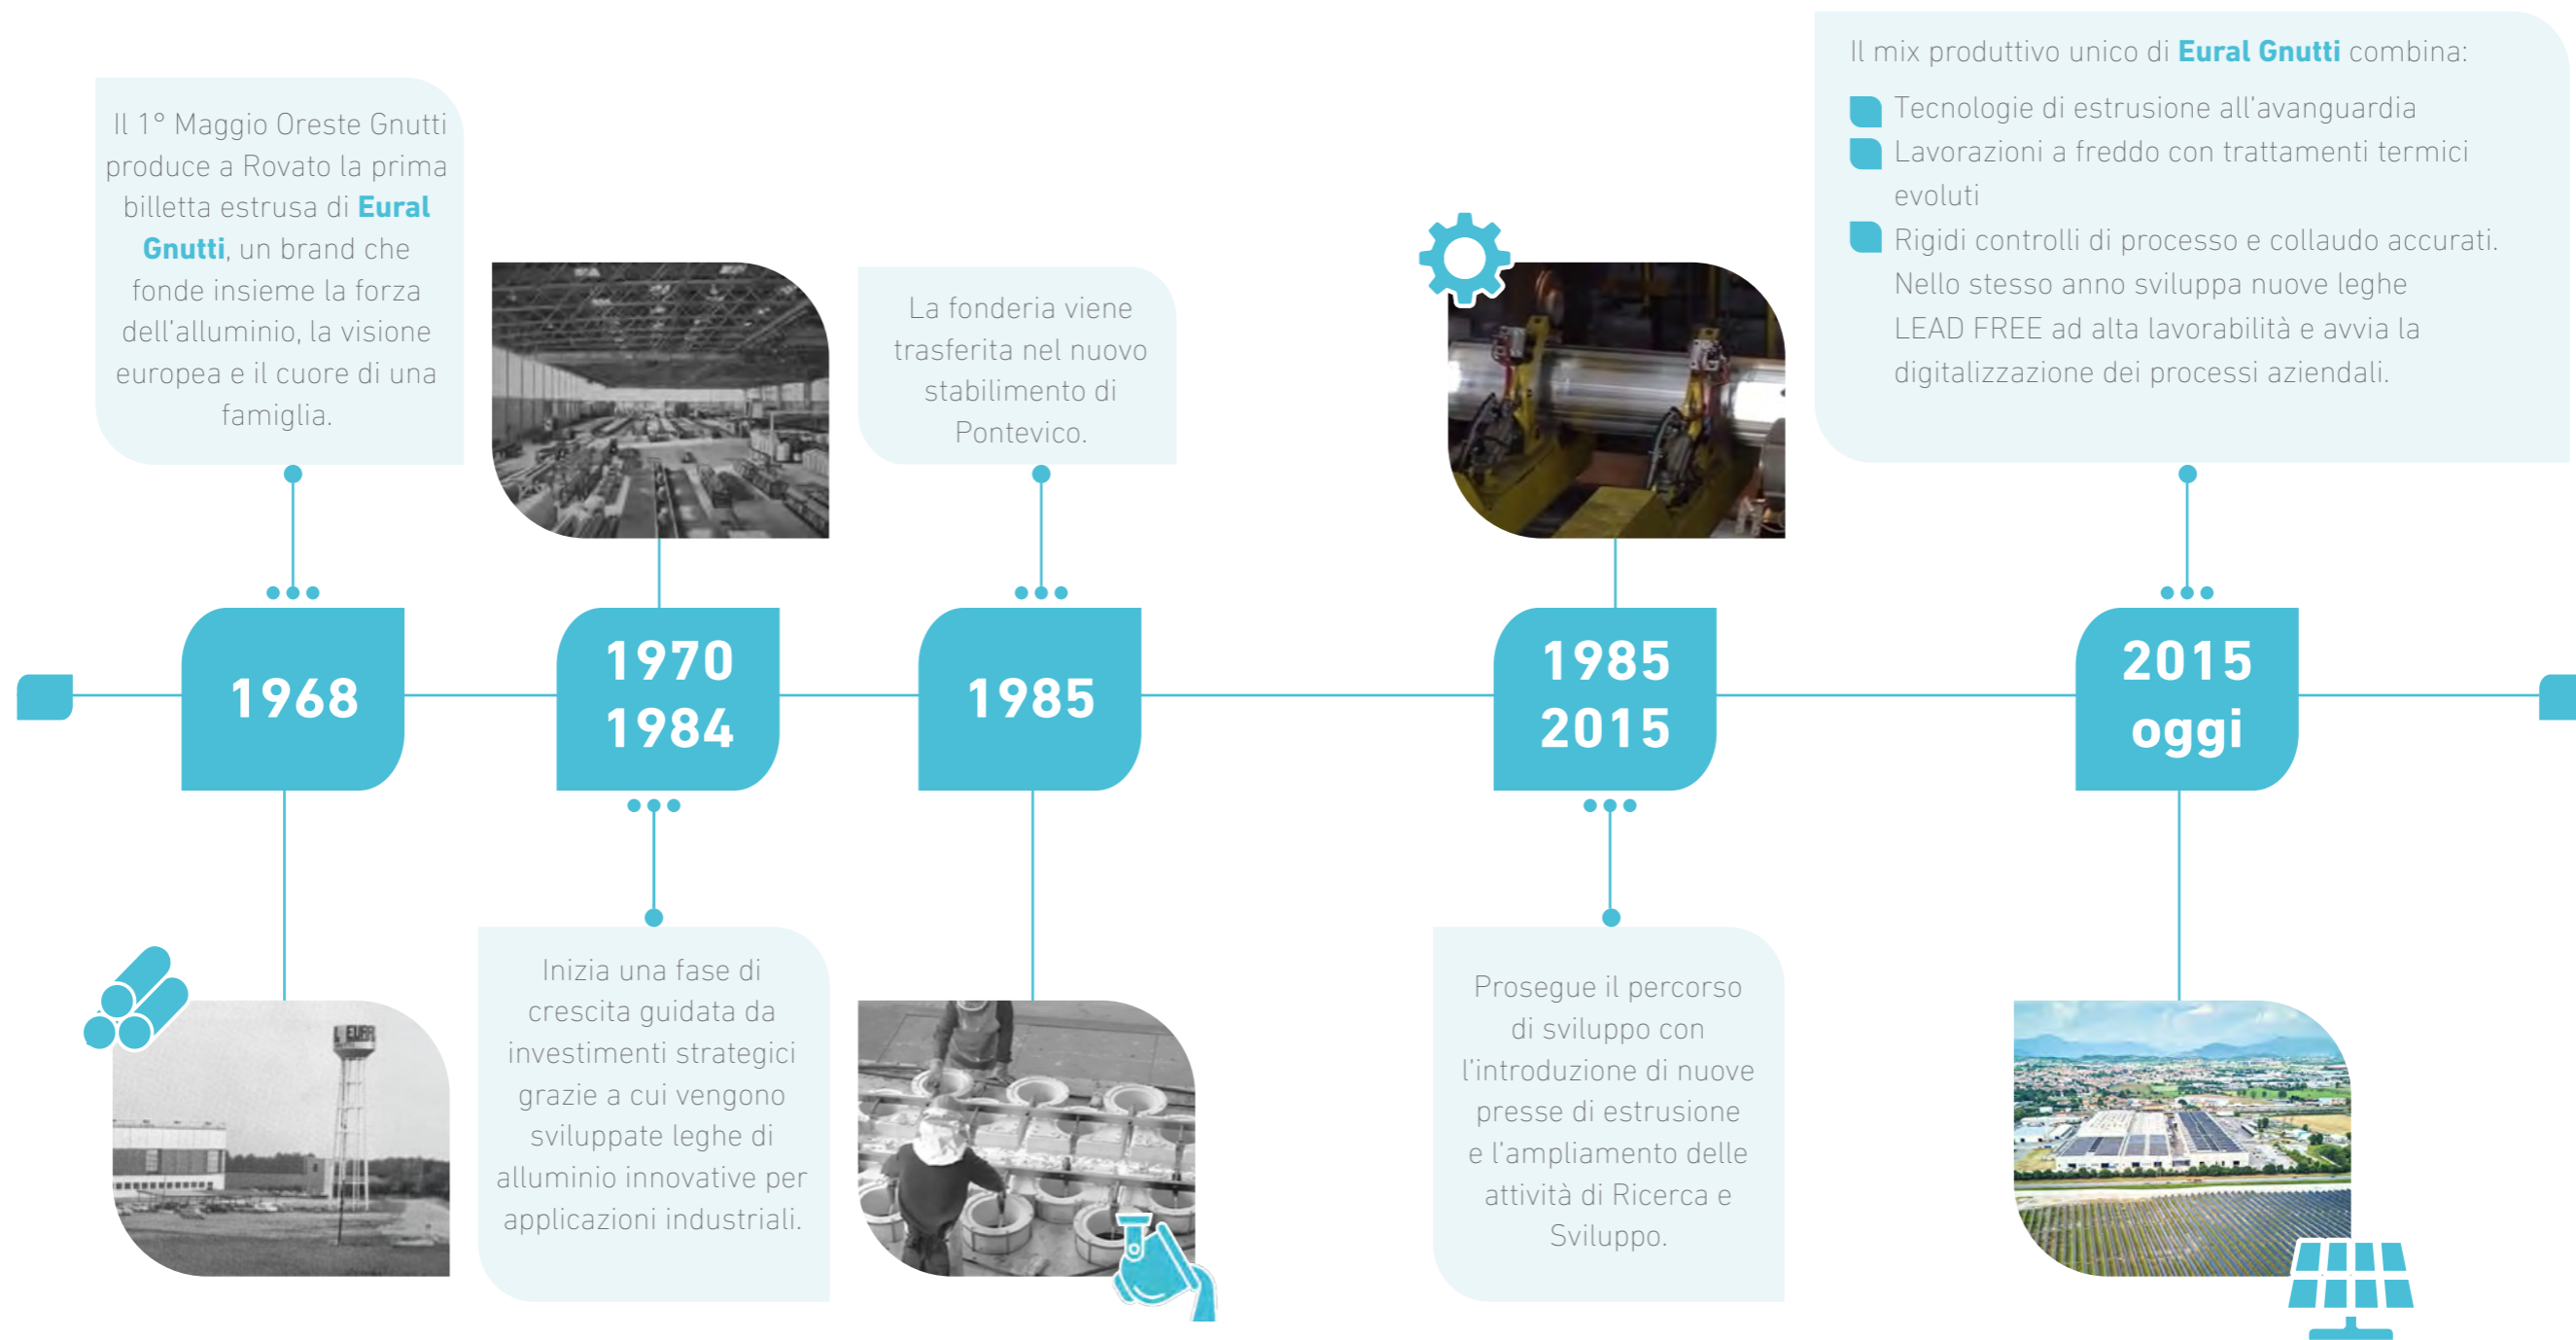 Il 1° Maggio Oreste Gnutti
produce a Rovato la prima
billetta estrusa di Eural
Gnutti, un brand che
fonde insieme la forza
dell'alluminio, la visione
europea e il cuore di una
famiglia.
La fonderia viene
trasferita nel nuovo
stabilimento di
Pontevico.
Il mix produttivo unico di Eural Gnutti combina:
Tecnologie di estrusione all'avanguardia
Lavorazioni a freddo con trattamenti termici
evoluti
Rigidi controlli di processo e collaudo accurati.
Nello stesso anno sviluppa nuove leghe
LEAD FREE ad alta lavorabilità e avvia la
digitalizzazione dei processi aziendali.
1968
1970
1984
1985
1985
2015
2015
oggi
Inizia una fase di
crescita guidata da
investimenti strategici
grazie a cui vengono
sviluppate leghe di
alluminio innovative per
applicazioni industriali.
Prosegue il percorso
di sviluppo con
l'introduzione di nuove
presse di estrusione
e l'ampliamento delle
attività di Ricerca e
Sviluppo.